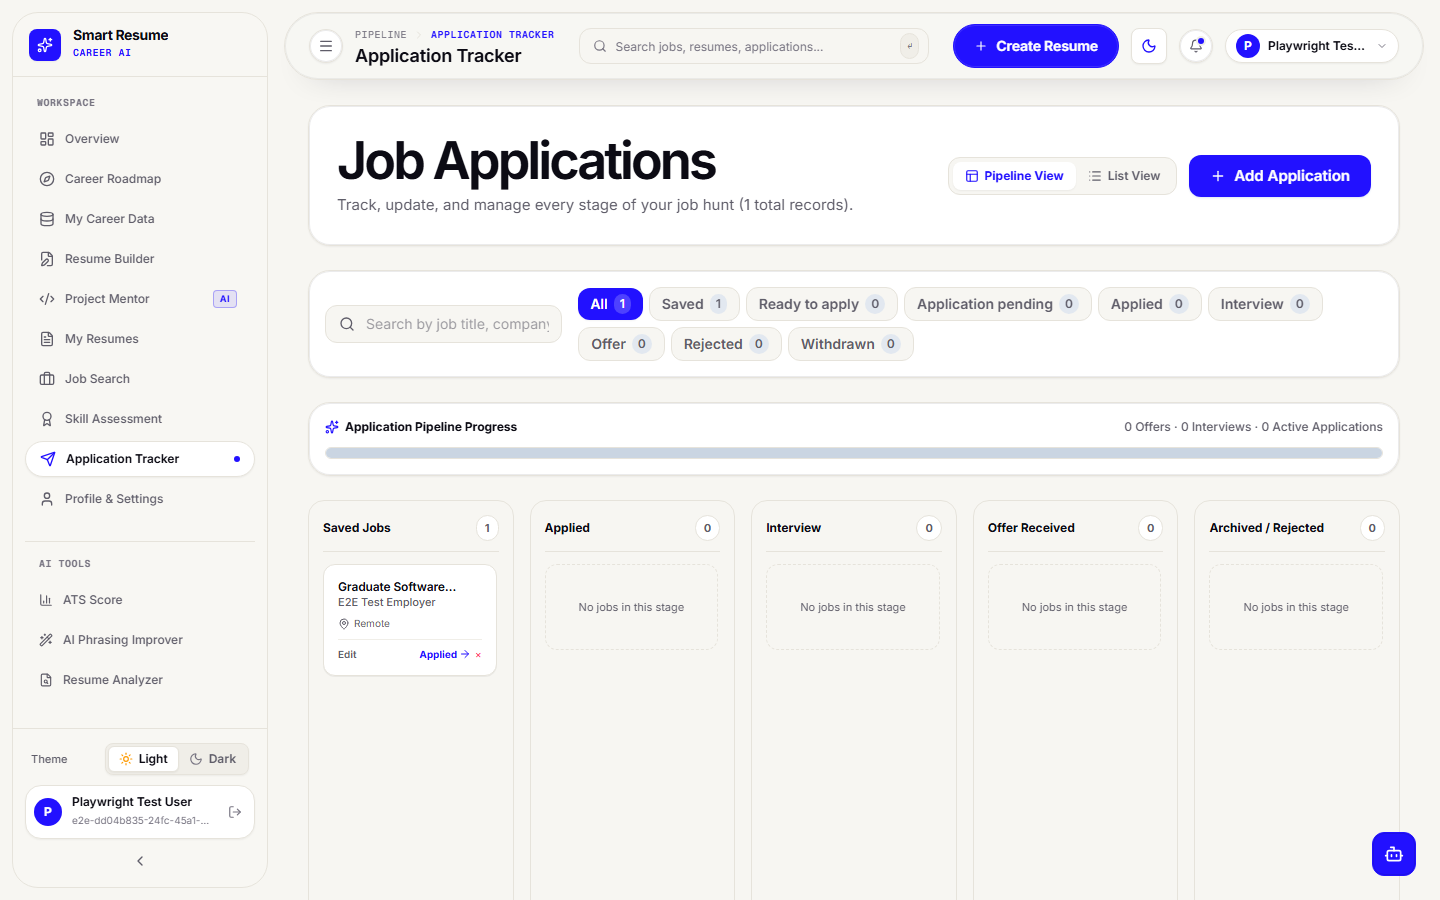 Smart Resume
CAREER AI
WORKSPACE
Overview
Career Roadmap
My Career Data
Resume Builder
Project Mentor AI
My Resumes
Job Search
Skill Assessment
Application Tracker
Profile & Settings
AI TOOLS
ATS Score
AI Phrasing Improver
Resume Analyzer
Theme Light Dark
P Playwright Test User
e2e-dd04b835-24fc-45a1-...
PIPELINE APPLICATION TRACKER
Application Tracker
Search jobs, resumes, applications...
+ Create Resume
P Playwright Tes...
Job Applications
Track, update, and manage every stage of your job hunt (1 total records).
Pipeline View List View
+ Add Application
Search by job title, company
All 1 Saved 1 Ready to apply 0 Application pending 0 Applied 0 Interview 0
Offer 0 Rejected 0 Withdrawn 0
Application Pipeline Progress 0 Offers · 0 Interviews · 0 Active Applications
Saved Jobs 1
Graduate Software...
E2E Test Employer
Remote
Edit Applied → ×
Applied 0
No jobs in this stage
Interview 0
No jobs in this stage
Offer Received 0
No jobs in this stage
Archived / Rejected 0
No jobs in this stage